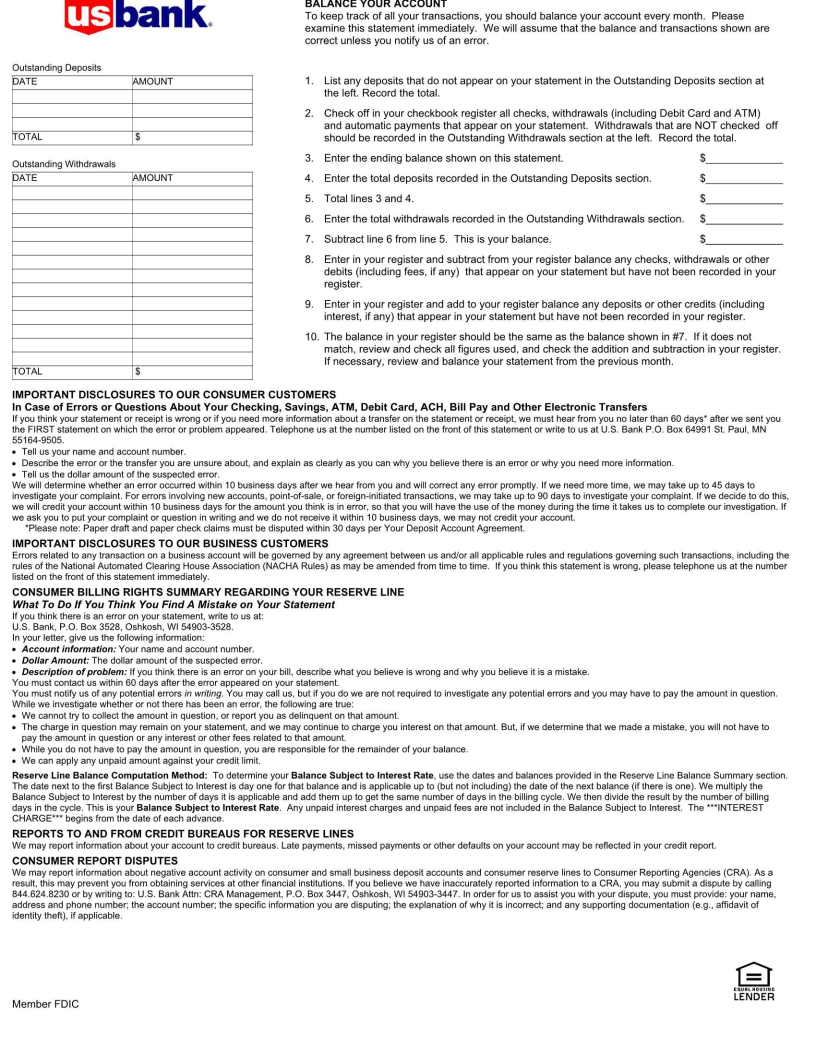 usbank.
BALANCE YOUR ACCOUNT
To keep track of all your transactions, you should balance your account every month. Please
examine this statement immediately. We will assume that the balance and transactions shown are
correct unless you notify us of an error.
Outstanding Deposits
DATE AMOUNT
TOTAL $
Outstanding Withdrawals
DATE AMOUNT
TOTAL $
1. List any deposits that do not appear on your statement in the Outstanding Deposits section at
the left. Record the total.
2. Check off in your checkbook register all checks, withdrawals (including Debit Card and ATM)
and automatic payments that appear on your statement. Withdrawals that are NOT checked off
should be recorded in the Outstanding Withdrawals section at the left. Record the total.
3. Enter the ending balance shown on this statement. $_____________
4. Enter the total deposits recorded in the Outstanding Deposits section. $_____________
5. Total lines 3 and 4. $_____________
6. Enter the total withdrawals recorded in the Outstanding Withdrawals section. $_____________
7. Subtract line 6 from line 5. This is your balance. $_____________
8. Enter in your register and subtract from your register balance any checks, withdrawals or other
debits (including fees, if any) that appear on your statement but have not been recorded in your
register.
9. Enter in your register and add to your register balance any deposits or other credits (including
interest, if any) that appear in your statement but have not been recorded in your register.
10. The balance in your register should be the same as the balance shown in #7. If it does not
match, review and check all figures used, and check the addition and subtraction in your register.
If necessary, review and balance your statement from the previous month.
IMPORTANT DISCLOSURES TO OUR CONSUMER CUSTOMERS
In Case of Errors or Questions About Your Checking, Savings, ATM, Debit Card, ACH, Bill Pay and Other Electronic Transfers
If you think your statement or receipt is wrong or if you need more information about a transfer on the statement or receipt, we must hear from you no later than 60 days* after we sent you
the FIRST statement on which the error or problem appeared. Telephone us at the number listed on the front of this statement or write to us at U.S. Bank P.O. Box 64991 St. Paul, MN
55164-9505.
• Tell us your name and account number.
• Describe the error or the transfer you are unsure about, and explain as clearly as you can why you believe there is an error or why you need more information.
• Tell us the dollar amount of the suspected error.
We will determine whether an error occurred within 10 business days after we hear from you and will correct any error promptly. If we need more time, we may take up to 45 days to
investigate your complaint. For errors involving new accounts, point-of-sale, or foreign-initiated transactions, we may take up to 90 days to investigate your complaint. If we decide to do this,
we will credit your account within 10 business days for the amount you think is in error, so that you will have the use of the money during the time it takes us to complete our investigation. If
we ask you to put your complaint or question in writing and we do not receive it within 10 business days, we may not credit your account.
*Please note: Paper draft and paper check claims must be disputed within 30 days per Your Deposit Account Agreement.
IMPORTANT DISCLOSURES TO OUR BUSINESS CUSTOMERS
Errors related to any transaction on a business account will be governed by any agreement between us and/or all applicable rules and regulations governing such transactions, including the
rules of the National Automated Clearing House Association (NACHA Rules) as may be amended from time to time. If you think this statement is wrong, please telephone us at the number
listed on the front of this statement immediately.
CONSUMER BILLING RIGHTS SUMMARY REGARDING YOUR RESERVE LINE
What To Do If You Think You Find A Mistake on Your Statement
If you think there is an error on your statement, write to us at:
U.S. Bank, P.O. Box 3528, Oshkosh, WI 54903-3528.
In your letter, give us the following information:
• Account information: Your name and account number.
• Dollar Amount: The dollar amount of the suspected error.
• Description of problem: If you think there is an error on your bill, describe what you believe is wrong and why you believe it is a mistake.
You must contact us within 60 days after the error appeared on your statement.
You must notify us of any potential errors in writing. You may call us, but if you do we are not required to investigate any potential errors and you may have to pay the amount in question.
While we investigate whether or not there has been an error, the following are true:
• We cannot try to collect the amount in question, or report you as delinquent on that amount.
• The charge in question may remain on your statement, and we may continue to charge you interest on that amount. But, if we determine that we made a mistake, you will not have to
pay the amount in question or any interest or other fees related to that amount.
• While you do not have to pay the amount in question, you are responsible for the remainder of your balance.
• We can apply any unpaid amount against your credit limit.
Reserve Line Balance Computation Method: To determine your Balance Subject to Interest Rate, use the dates and balances provided in the Reserve Line Balance Summary section.
The date next to the first Balance Subject to Interest is day one for that balance and is applicable up to (but not including) the date of the next balance (if there is one). We multiply the
Balance Subject to Interest by the number of days it is applicable and add them up to get the same number of days in the billing cycle. We then divide the result by the number of billing
days in the cycle. This is your Balance Subject to Interest Rate. Any unpaid interest charges and unpaid fees are not included in the Balance Subject to Interest. The ***INTEREST
CHARGE*** begins from the date of each advance.
REPORTS TO AND FROM CREDIT BUREAUS FOR RESERVE LINES
We may report information about your account to credit bureaus. Late payments, missed payments or other defaults on your account may be reflected in your credit report.
CONSUMER REPORT DISPUTES
We may report information about negative account activity on consumer and small business deposit accounts and consumer reserve lines to Consumer Reporting Agencies (CRA). As a
result, this may prevent you from obtaining services at other financial institutions. If you believe we have inaccurately reported information to a CRA, you may submit a dispute by calling
844.624.8230 or by writing to: U.S. Bank Attn: CRA Management, P.O. Box 3447, Oshkosh, WI 54903-3447. In order for us to assist you with your dispute, you must provide: your name,
address and phone number; the account number; the specific information you are disputing; the explanation of why it is incorrect; and any supporting documentation (e.g., affidavit of
identity theft), if applicable.
EQUAL HOUSING
LENDER
Member FDIC